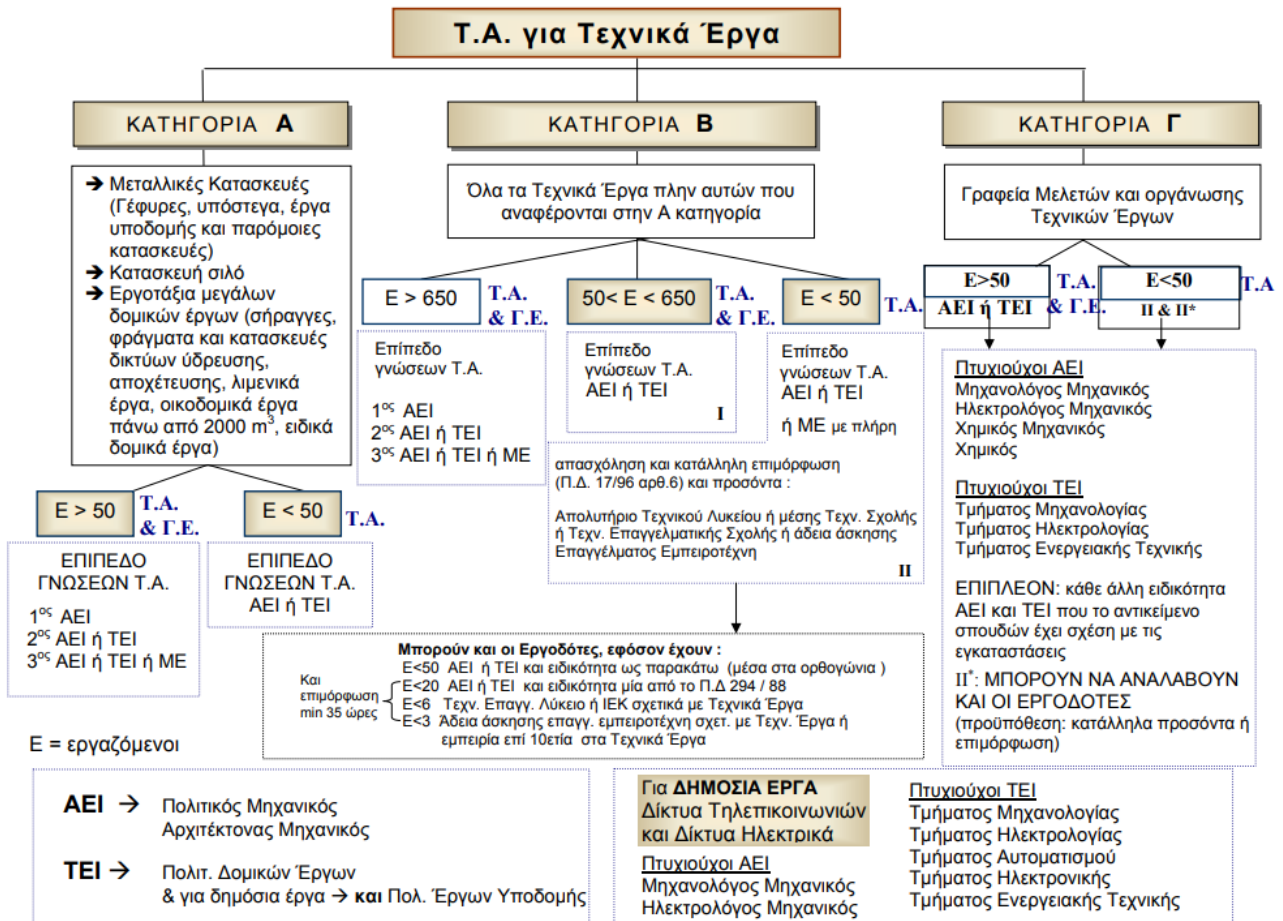 Τ.Α. για Τεχνικά Έργα
ΚΑΤΗΓΟΡΙΑ Α
➔ Μεταλλικές Κατασκευές
(Γέφυρες, υπόστεγα, έργα
υποδομής και παρόμοιες
κατασκευές)
➔ Κατασκευή σιλό
➔ Εργοτάξια μεγάλων
δομικών έργων (σήραγγες,
φράγματα και κατασκευές
δικτύων ύδρευσης,
αποχέτευσης, λιμενικά
έργα, οικοδομικά έργα
πάνω από 2000 m³, ειδικά
δομικά έργα)
E > 50
Τ.Α.
& Γ.Ε.
E < 50
Τ.Α.
ΕΠΙΠΕΔΟ
ΓΝΩΣΕΩΝ Τ.Α.
1ος ΑΕΙ
2ος ΑΕΙ ή ΤΕΙ
3ος ΑΕΙ ή ΤΕΙ ή ΜΕ
ΕΠΙΠΕΔΟ
ΓΝΩΣΕΩΝ Τ.Α.
ΑΕΙ ή ΤΕΙ
ΚΑΤΗΓΟΡΙΑ Β
Όλα τα Τεχνικά Έργα πλην αυτών που
αναφέρονται στην Α κατηγορία
E > 650
Τ.Α.
& Γ.Ε.
50< E < 650
Τ.Α.
& Γ.Ε.
E < 50
Τ.Α.
Επίπεδο
γνώσεων Τ.Α.
1ος ΑΕΙ
2ος ΑΕΙ ή ΤΕΙ
3ος ΑΕΙ ή ΤΕΙ ή ΜΕ
Επίπεδο
γνώσεων Τ.Α.
ΑΕΙ ή ΤΕΙ
I
Επίπεδο
γνώσεων Τ.Α.
ΑΕΙ ή ΤΕΙ
ή ΜΕ με πλήρη
απασχόληση και κατάλληλη επιμόρφωση
(Π.Δ. 17/96 αρθ.6) και προσόντα :
Απολυτήριο Τεχνικού Λυκείου ή μέσης Τεχν. Σχολής
ή Τεχν. Επαγγελματικής Σχολής ή άδεια άσκησης
Επαγγέλματος Εμπειροτέχνη
II
Μπορούν και οι Εργοδότες, εφόσον έχουν :
E<50 ΑΕΙ ή ΤΕΙ και ειδικότητα ως παρακάτω (μέσα στα ορθογώνια )
Και
επιμόρφωση
min 35 ώρες
E<20 ΑΕΙ ή ΤΕΙ και ειδικότητα μία από το Π.Δ 294 / 88
E<6 Τεχν. Επαγγ. Λύκειο ή ΙΕΚ σχετικά με Τεχνικά Έργα
E<3 Άδεια άσκησης επαγγ. εμπειροτέχνη σχετ. με Τεχν. Έργα ή
εμπειρία επί 10ετία στα Τεχνικά Έργα
ΚΑΤΗΓΟΡΙΑ Γ
Γραφεία Μελετών και οργάνωσης
Τεχνικών Έργων
E>50
ΑΕΙ ή ΤΕΙ
Τ.Α.
& Γ.Ε.
E<50
II & II*
Τ.Α
Πτυχιούχοι ΑΕΙ
Μηχανολόγος Μηχανικός
Ηλεκτρολόγος Μηχανικός
Χημικός Μηχανικός
Χημικός
Πτυχιούχοι ΤΕΙ
Τμήματος Μηχανολογίας
Τμήματος Ηλεκτρολογίας
Τμήματος Ενεργειακής Τεχνικής
ΕΠΙΠΛΕΟΝ: κάθε άλλη ειδικότητα
ΑΕΙ και ΤΕΙ που το αντικείμενο
σπουδών έχει σχέση με τις
εγκαταστάσεις
II*: ΜΠΟΡΟΥΝ ΝΑ ΑΝΑΛΑΒΟΥΝ
ΚΑΙ ΟΙ ΕΡΓΟΔΟΤΕΣ
(προϋπόθεση: κατάλληλα προσόντα ή
επιμόρφωση)
E = εργαζόμενοι
ΑΕΙ → Πολιτικός Μηχανικός
Αρχιτέκτονας Μηχανικός
ΤΕΙ → Πολιτ. Δομικών Έργων
& για δημόσια έργα → και Πολ. Έργων Υποδομής
Για ΔΗΜΟΣΙΑ ΕΡΓΑ
Δίκτυα Τηλεπικοινωνιών
και Δίκτυα Ηλεκτρικά
Πτυχιούχοι ΑΕΙ
Μηχανολόγος Μηχανικός
Ηλεκτρολόγος Μηχανικός
Πτυχιούχοι ΤΕΙ
Τμήματος Μηχανολογίας
Τμήματος Ηλεκτρολογίας
Τμήματος Αυτοματισμού
Τμήματος Ηλεκτρονικής
Τμήματος Ενεργειακής Τεχνικής